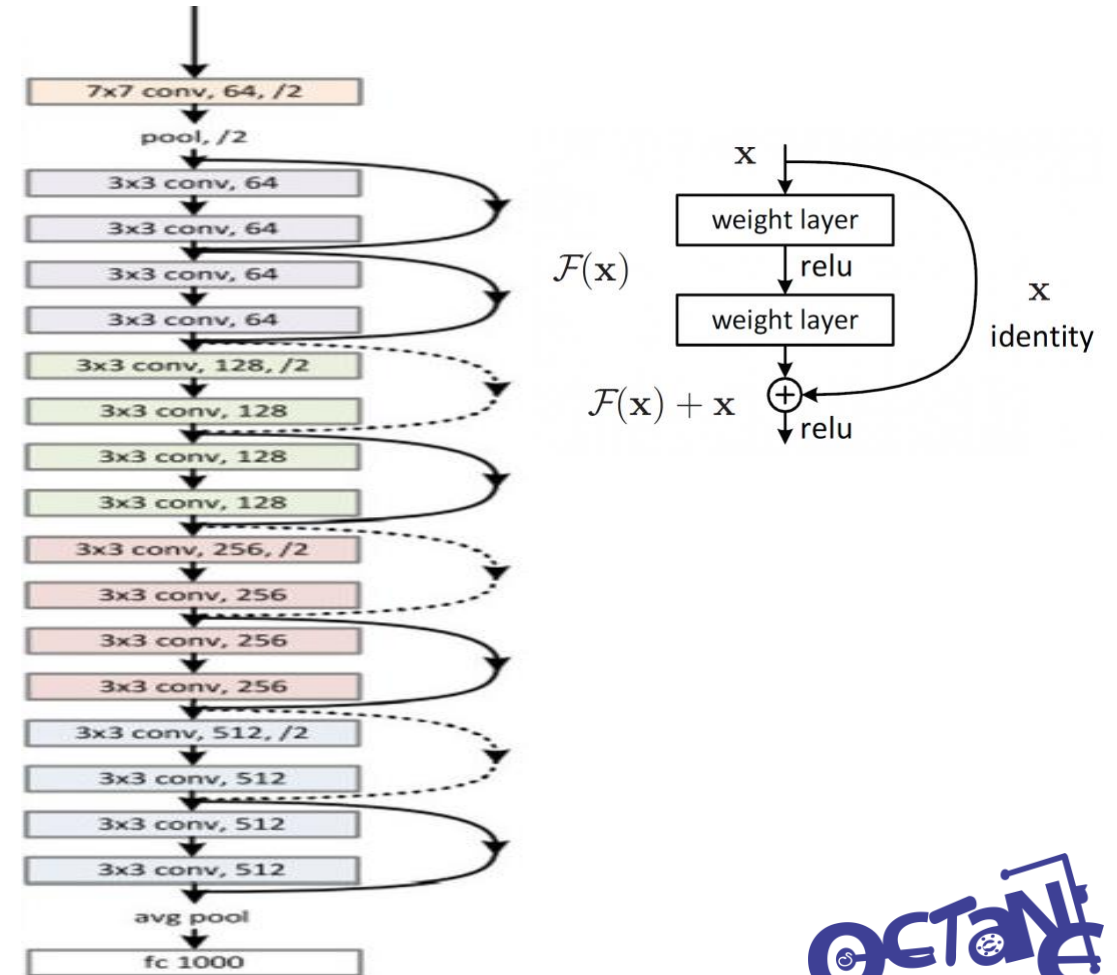 7x7 conv, 64, /2
pool, /2
3x3 conv, 64
3x3 conv, 64
3x3 conv, 64
3x3 conv, 64
3x3 conv, 128, /2
3x3 conv, 128
3x3 conv, 128
3x3 conv, 128
3x3 conv, 256, /2
3x3 conv, 256
3x3 conv, 256
3x3 conv, 256
3x3 conv, 512, /2
3x3 conv, 512
3x3 conv, 512
3x3 conv, 512
avg pool
fc 1000
x
weight layer
F(x)
relu
x
weight layer
identity
F(x) + x
+
relu
OCTaNe